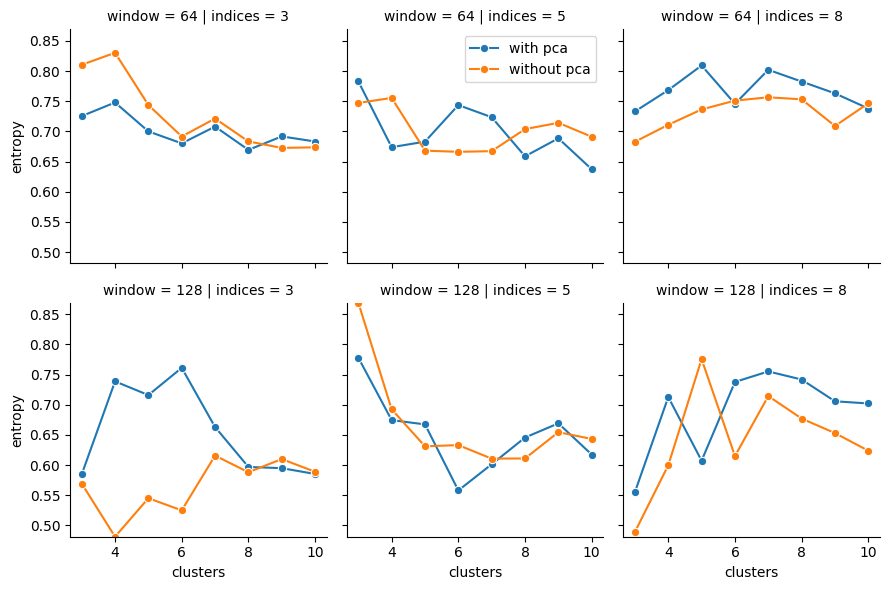 window = 64 | indices = 3
window = 64 | indices = 5
window = 64 | indices = 8
with pca
without pca
0.85
0.80
0.75
0.70
0.65
0.60
0.55
0.50
entropy
window = 128 | indices = 3
window = 128 | indices = 5
window = 128 | indices = 8
0.85
0.80
0.75
0.70
0.65
0.60
0.55
0.50
entropy
4 6 8 10
4 6 8 10
4 6 8 10
clusters
clusters
clusters